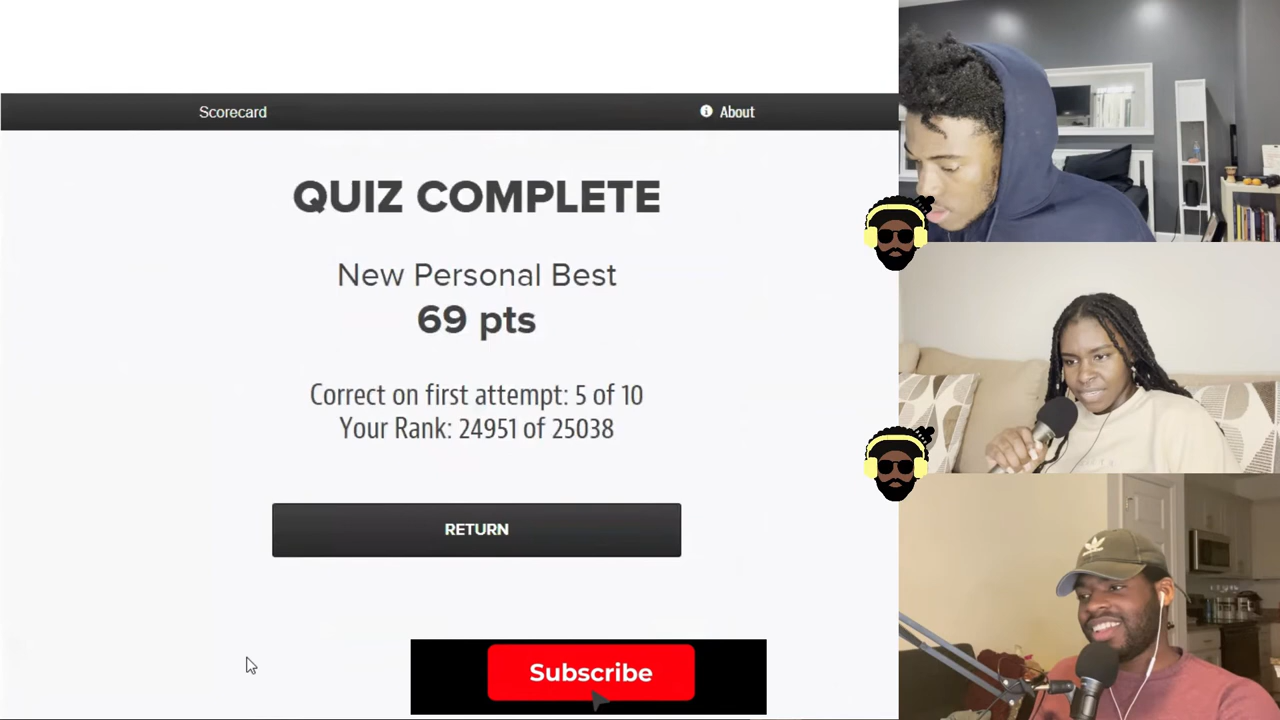 Scorecard
About
QUIZ COMPLETE
New Personal Best
69 pts
Correct on first attempt: 5 of 10
Your Rank: 24951 of 25038
RETURN
Subscribe